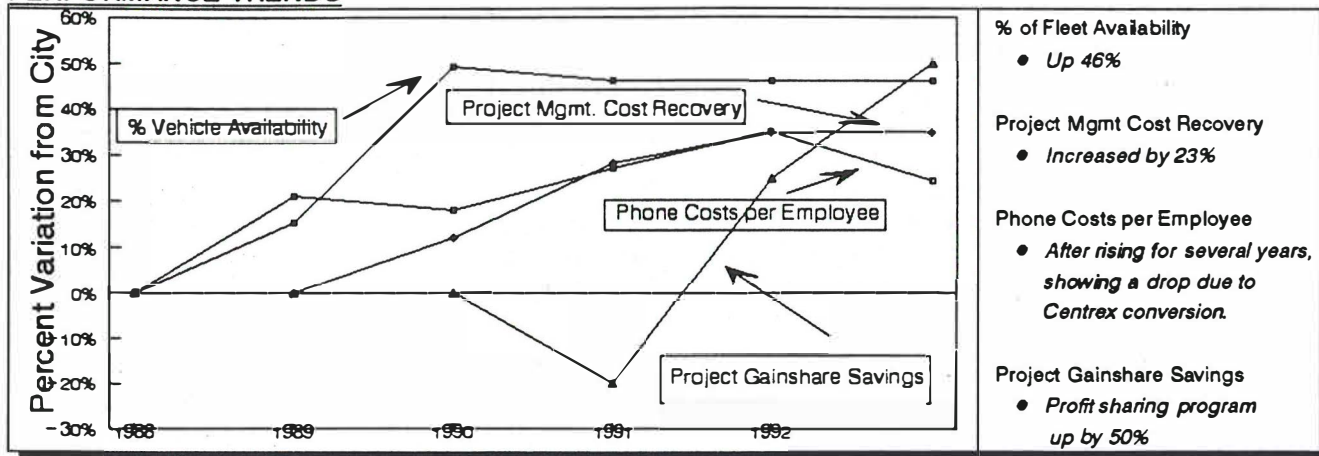 PERFORMANCE TRENDS
Percent Variation from City
60%
50%
40%
30%
20%
10%
0%
-10%
-20%
-30%
1988
1989
1990
1991
1992
% Vehicle Availability
Project Mgmt. Cost Recovery
Phone Costs per Employee
Project Gainshare Savings
% of Fleet Availability
• Up 46%
Project Mgmt Cost Recovery
• Increased by 23%
Phone Costs per Employee
• After rising for several years,
showing a drop due to
Centrex conversion.
Project Gainshare Savings
• Profit sharing program
up by 50%